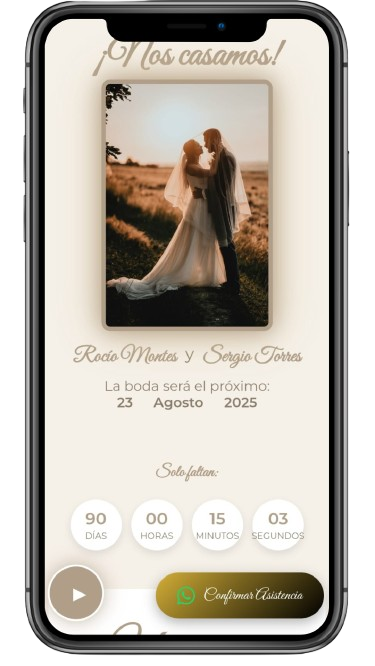 ¡Nos casamos!
Rocío Montes y Sergio Torres
La boda será el próximo:
23 Agosto 2025
Solo faltan:
90 00 15 03
DÍAS HORAS MINUTOS SEGUNDOS
Confirmar Asistencia